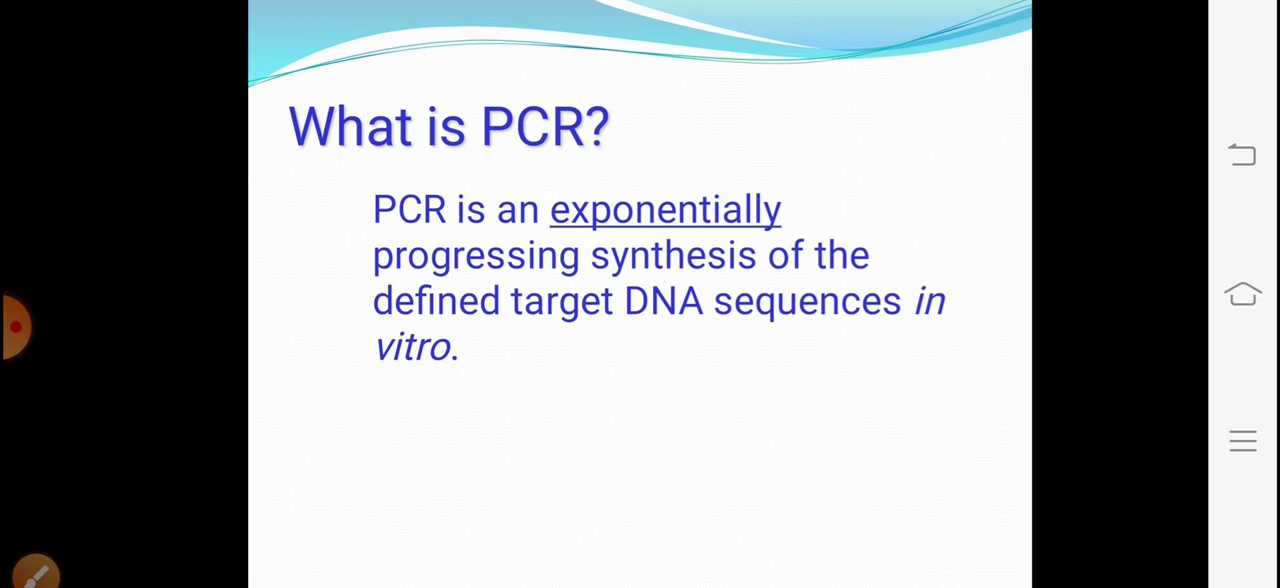 What is PCR?
PCR is an exponentially
progressing synthesis of the
defined target DNA sequences in
vitro.